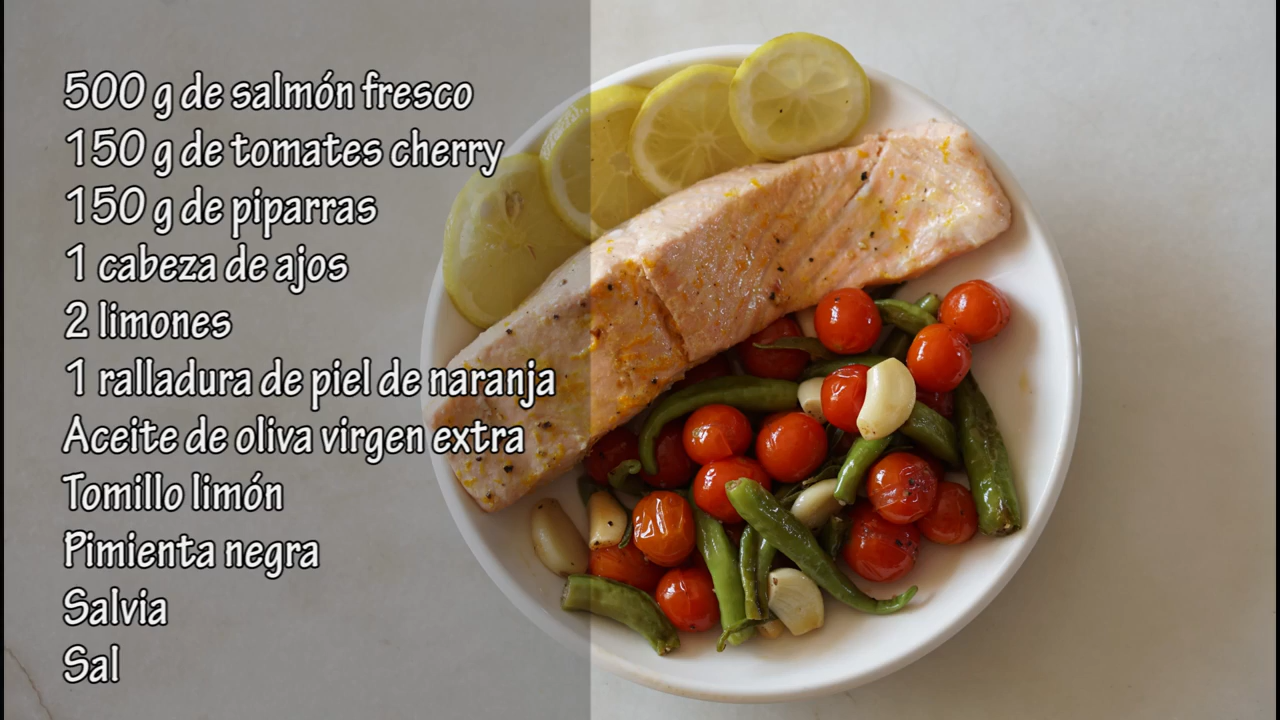 500 g de salmón fresco
150 g de tomates cherry
150 g de piparras
1 cabeza de ajos
2 limones
1 ralladura de piel de naranja
Aceite de oliva virgen extra
Tomillo limón
Pimienta negra
Salvia
Sal